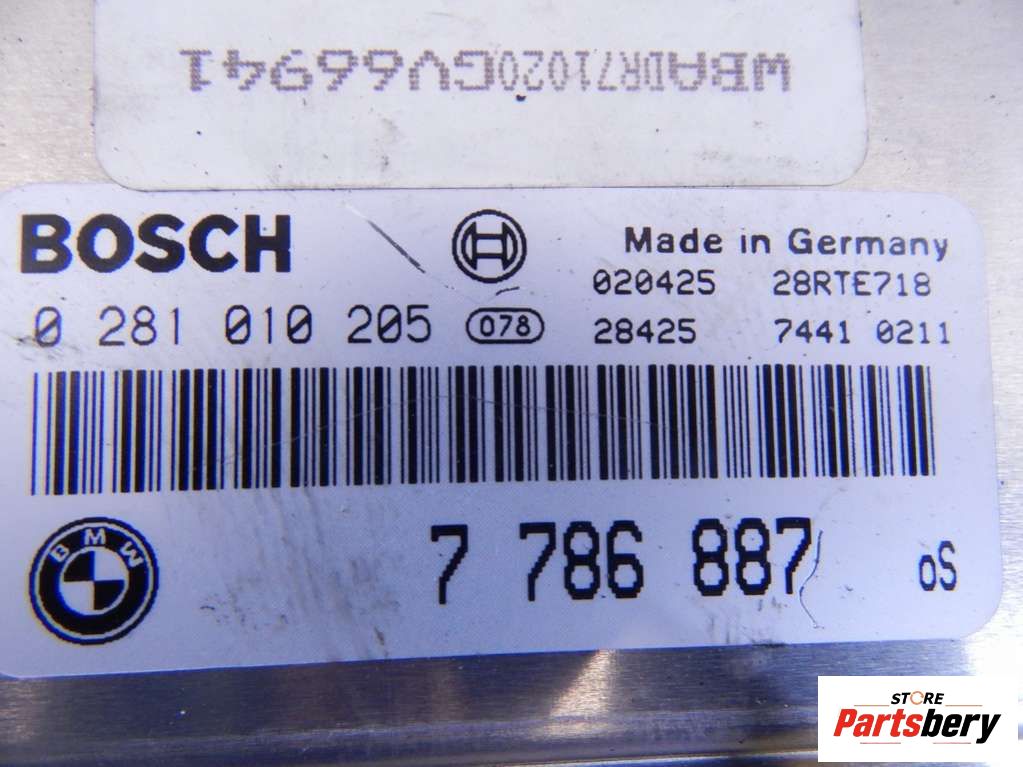 WBADR71020GV66941
BOSCH Made in Germany
020425 28RTE718
0 281 010 205 078 28425 7441 0211
BMW 7 786 887 oS
STORE
Partsbery